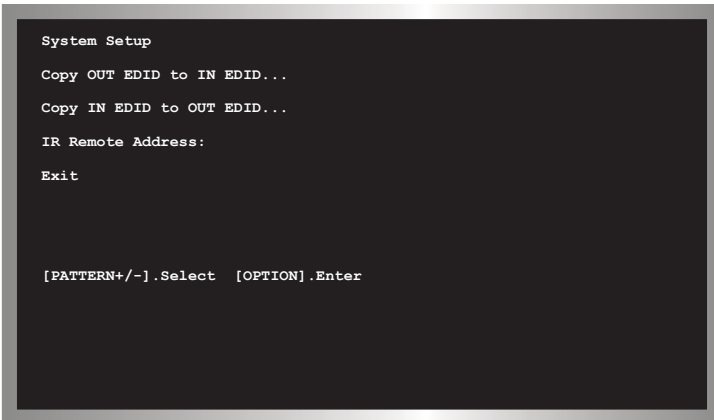 System Setup
Copy OUT EDID to IN EDID...
Copy IN EDID to OUT EDID...
IR Remote Address:
Exit
[PATTERN+/-].Select [OPTION].Enter